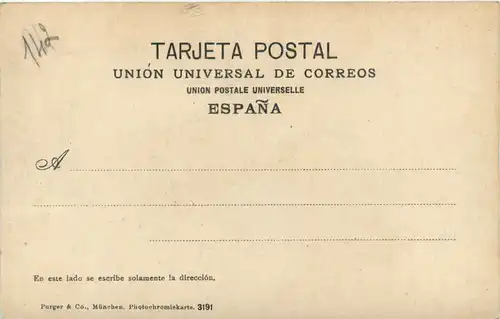 142
TARJETA POSTAL
UNIÓN UNIVERSAL DE CORREOS
UNION POSTALE UNIVERSELLE
ESPAÑA
A
En este lado se escribe solamente la dirección.
Purger & Co., München. Photochromiekarte. 3191